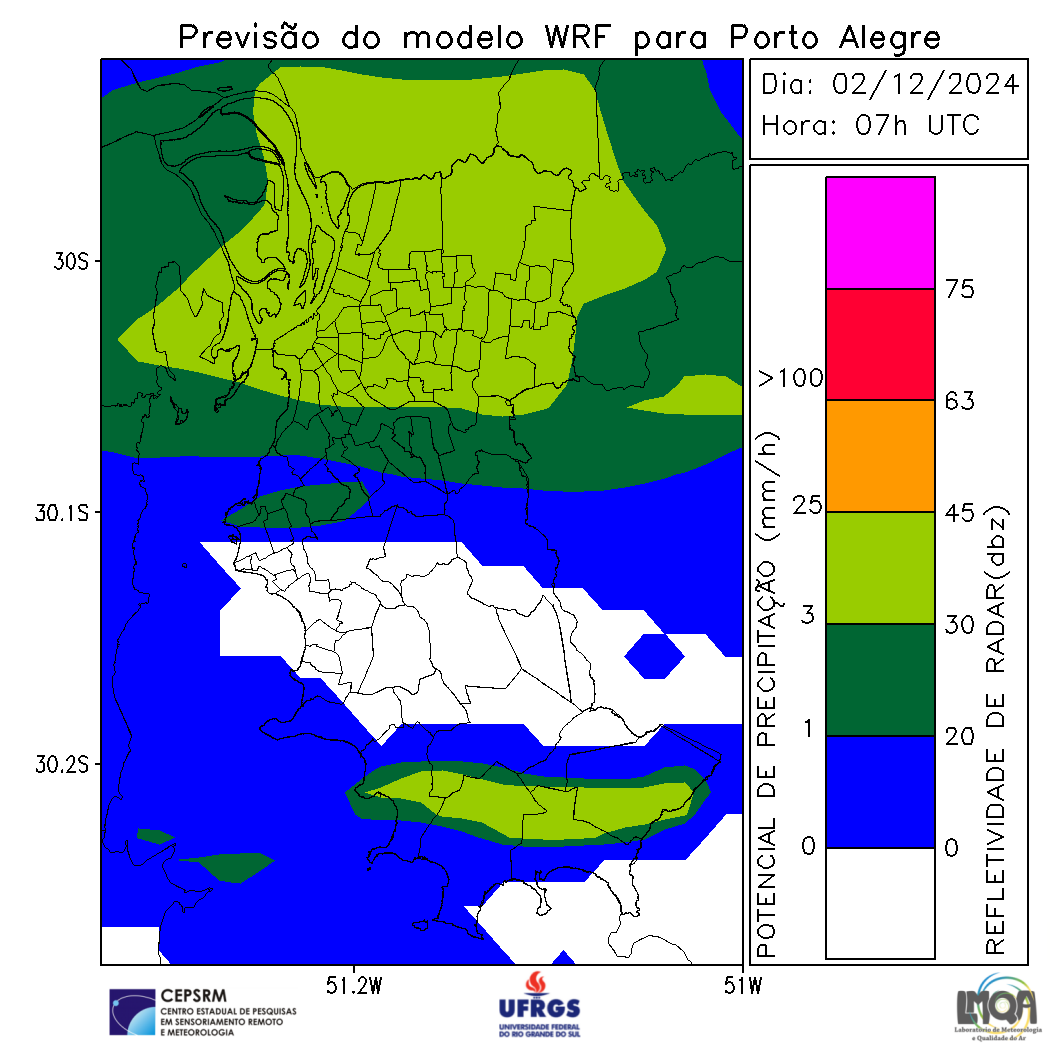 Previsão do modelo WRF para Porto Alegre
Dia: 02/12/2024
Hora: 07h UTC
30S
30.1S
30.2S
51.2W
51W
POTENCIAL DE PRECIPITAÇÃO (mm/h)
>100
25
3
1
0
75
63
45
30
20
0
REFLETIVIDADE DE RADAR(dbz)
CEPSRM
CENTRO ESTADUAL DE PESQUISAS
EM SENSORIAMENTO REMOTO
E METEOROLOGIA
UFRGS
UNIVERSIDADE FEDERAL
DO RIO GRANDE DO SUL
LMQA
Laboratório de Meteorologia
e Qualidade do Ar